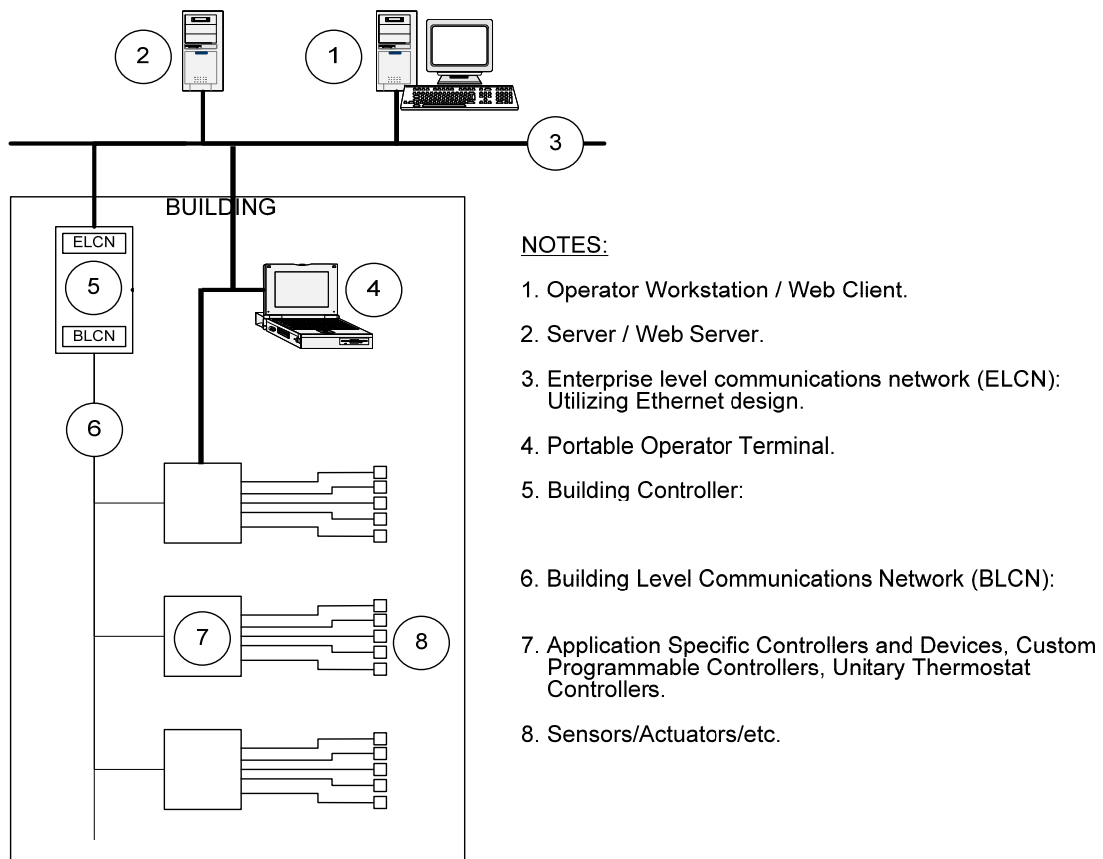 2
1
3
BUILDING
ELCN
5
BLCN
4
6
7
8
NOTES:
1. Operator Workstation / Web Client.
2. Server / Web Server.
3. Enterprise level communications network (ELCN):
Utilizing Ethernet design.
4. Portable Operator Terminal.
5. Building Controller:
6. Building Level Communications Network (BLCN):
7. Application Specific Controllers and Devices, Custom
Programmable Controllers, Unitary Thermostat
Controllers.
8. Sensors/Actuators/etc.